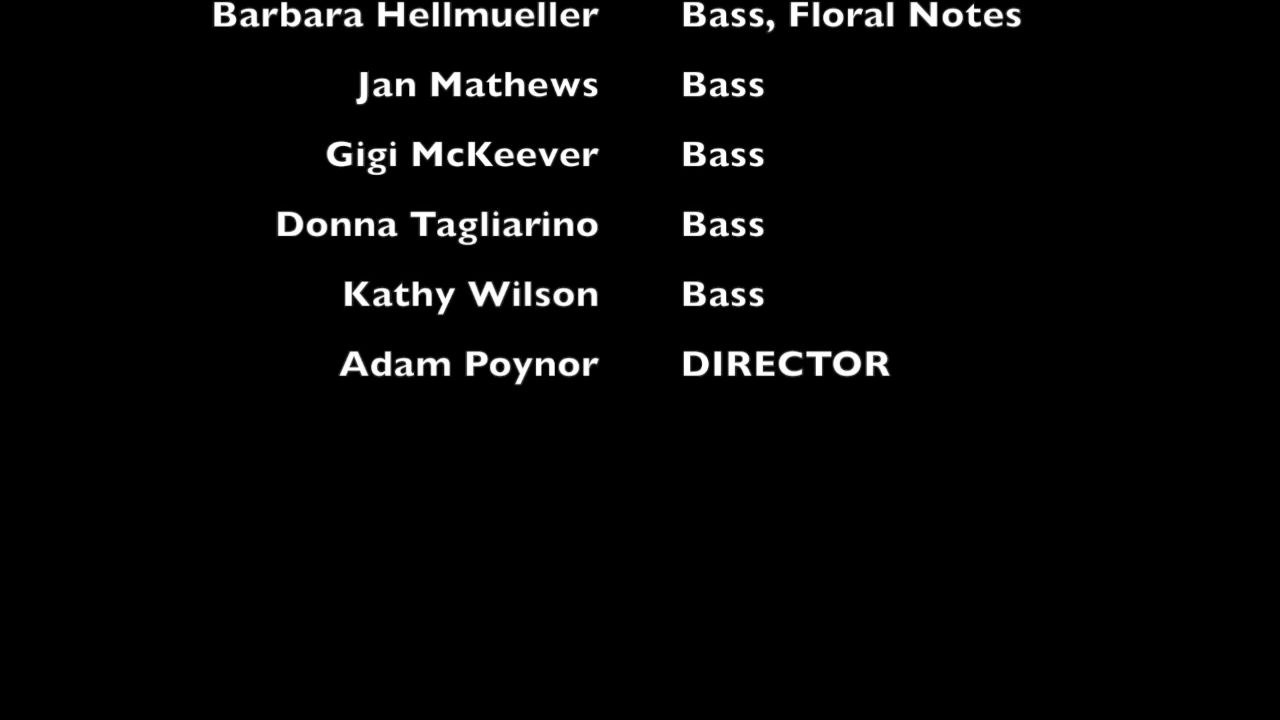 Barbara Hellmueller Bass, Floral Notes
Jan Mathews Bass
Gigi McKeever Bass
Donna Tagliarino Bass
Kathy Wilson Bass
Adam Poynor DIRECTOR